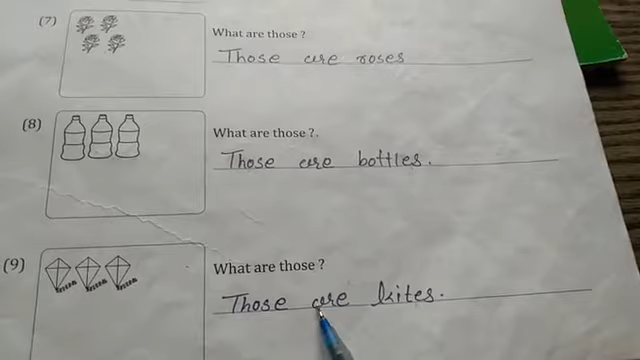 (7)
What are those ?
Those are roses
(8)
What are those ?.
Those are bottles.
(9)
What are those ?
Those are kites.